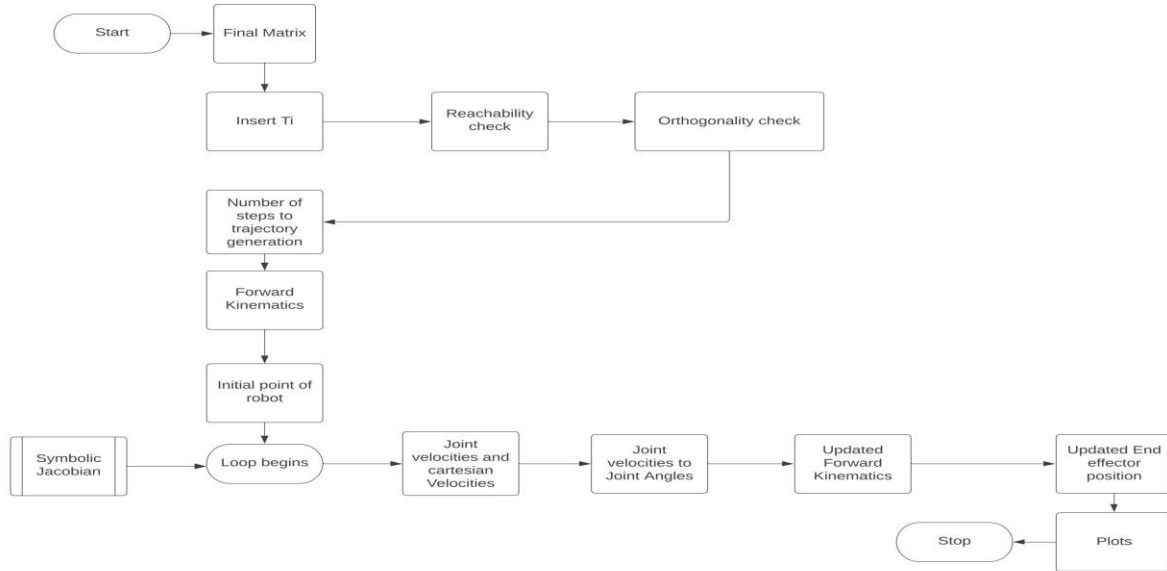 Start
Final Matrix
Insert Ti
Reachability
check
Orthogonality check
Number of
steps to
trajectory
generation
Forward
Kinematics
Initial point of
robot
Symbolic
Jacobian
Loop begins
Joint
velocities and
cartesian
Velocities
Joint
velocities to
Joint Angles
Updated
Forward
Kinematics
Updated End
effector
position
Stop
Plots